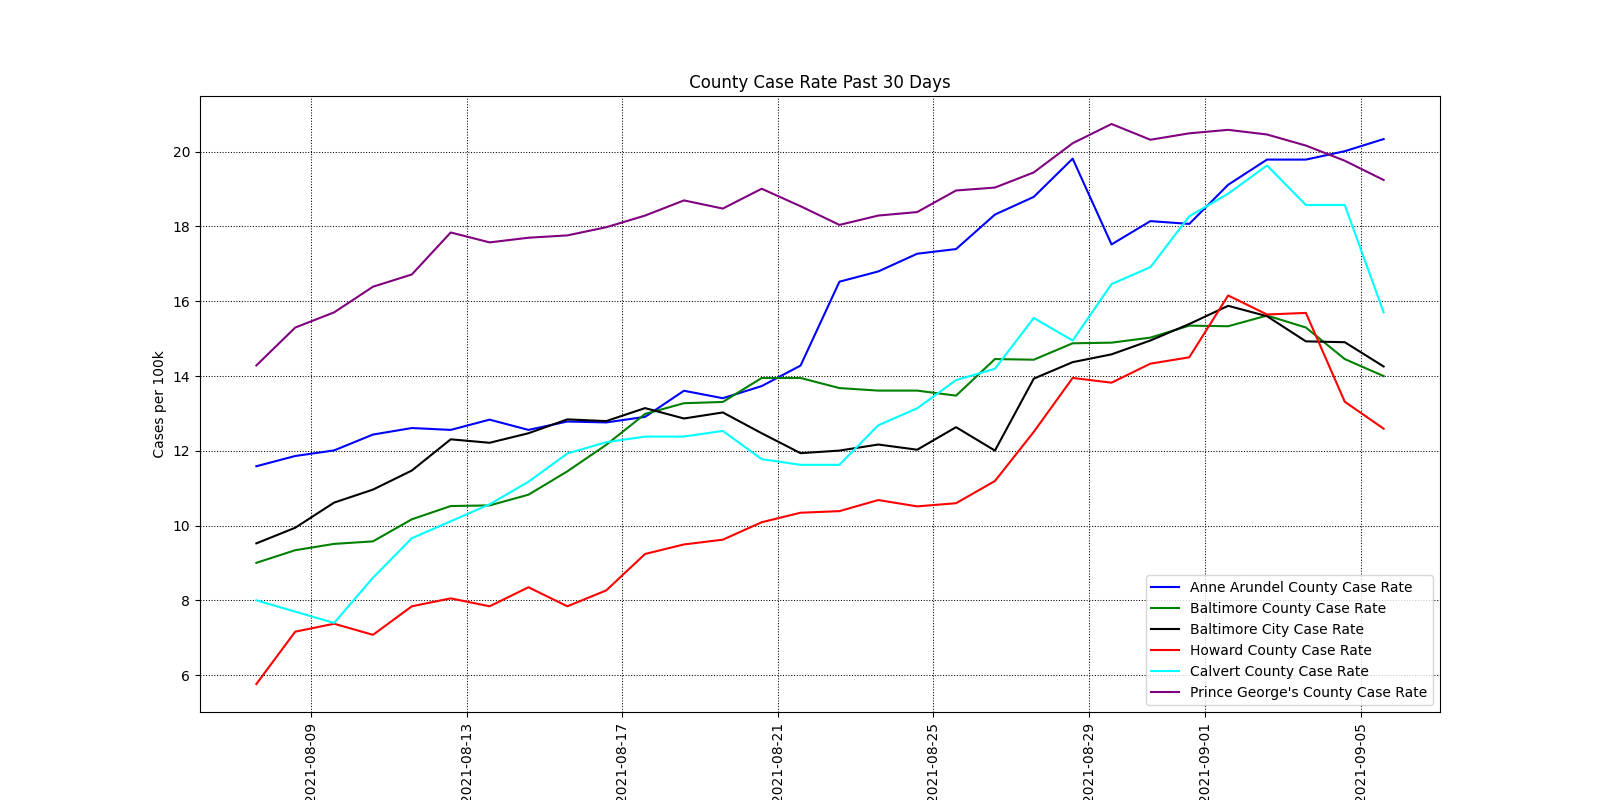 County Case Rate Past 30 Days
Cases per 100k
20
18
16
14
12
10
8
6
Anne Arundel County Case Rate
Baltimore County Case Rate
Baltimore City Case Rate
Howard County Case Rate
Calvert County Case Rate
Prince George's County Case Rate
2021-08-09
2021-08-13
2021-08-17
2021-08-21
2021-08-25
2021-08-29
2021-09-01
2021-09-05